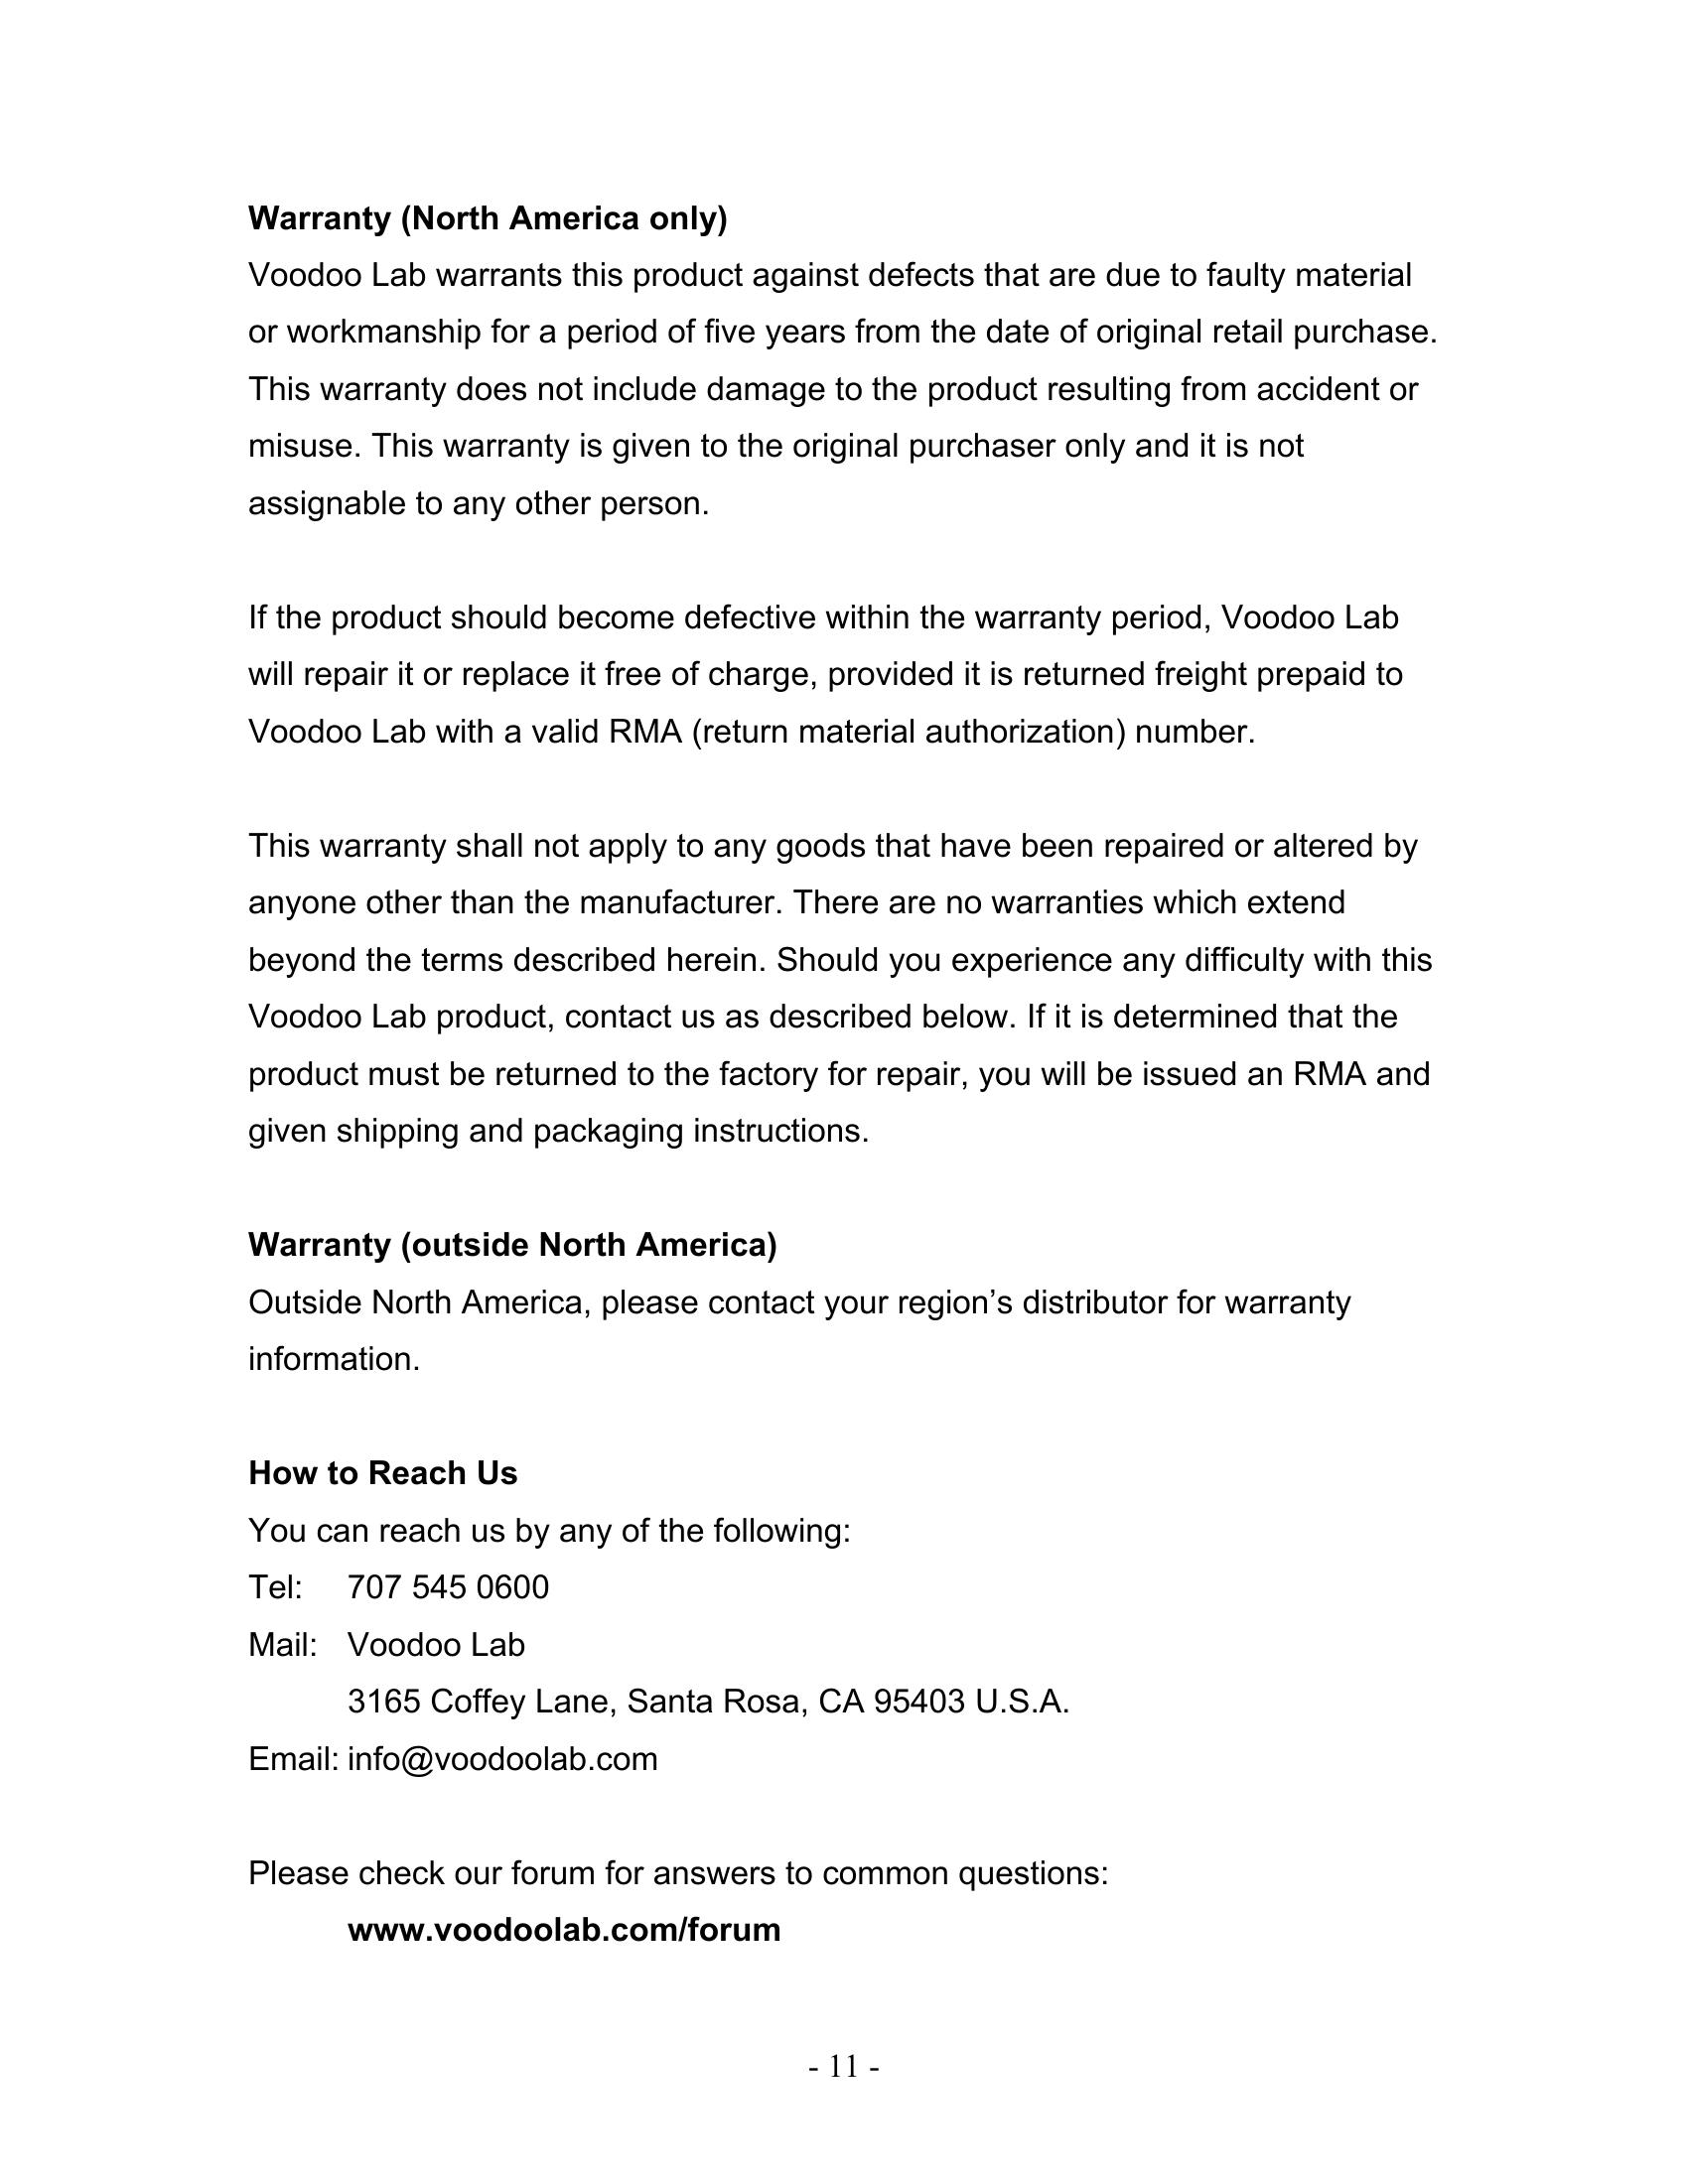 Warranty (North America only)
Voodoo Lab warrants this product against defects that are due to faulty material
or workmanship for a period of five years from the date of original retail purchase.
This warranty does not include damage to the product resulting from accident or
misuse. This warranty is given to the original purchaser only and it is not
assignable to any other person.
If the product should become defective within the warranty period, Voodoo Lab
will repair it or replace it free of charge, provided it is returned freight prepaid to
Voodoo Lab with a valid RMA (return material authorization) number.
This warranty shall not apply to any goods that have been repaired or altered by
anyone other than the manufacturer. There are no warranties which extend
beyond the terms described herein. Should you experience any difficulty with this
Voodoo Lab product, contact us as described below. If it is determined that the
product must be returned to the factory for repair, you will be issued an RMA and
given shipping and packaging instructions.
Warranty (outside North America)
Outside North America, please contact your region’s distributor for warranty
information.
How to Reach Us
You can reach us by any of the following:
Tel: 707 545 0600
Mail: Voodoo Lab
3165 Coffey Lane, Santa Rosa, CA 95403 U.S.A.
Email: info@voodoolab.com
Please check our forum for answers to common questions:
www.voodoolab.com/forum
- 11 -